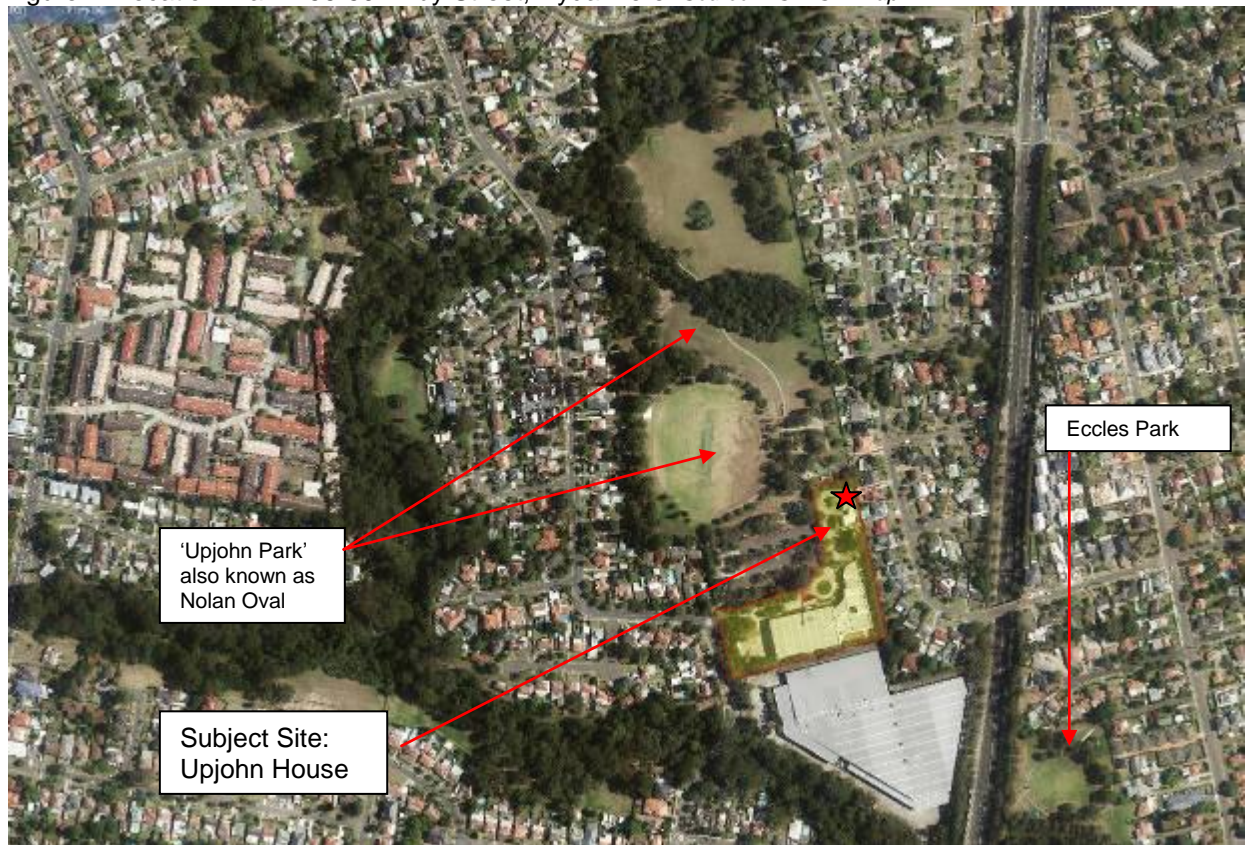 Eccles Park
'Upjohn Park'
also known as
Nolan Oval
Subject Site:
Upjohn House